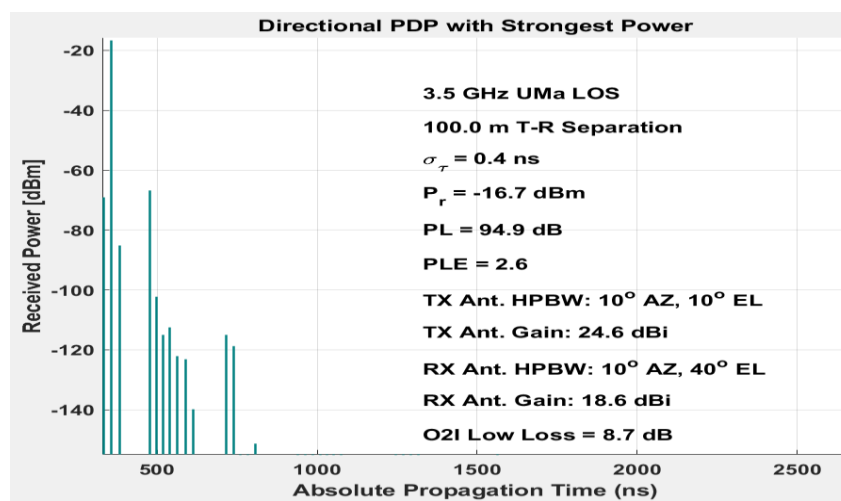 Directional PDP with Strongest Power
Received Power [dBm]
-20
-40
-60
-80
-100
-120
-140
3.5 GHz UMa LOS
100.0 m T-R Separation
σ_τ = 0.4 ns
P_r = -16.7 dBm
PL = 94.9 dB
PLE = 2.6
TX Ant. HPBW: 10° AZ, 10° EL
TX Ant. Gain: 24.6 dBi
RX Ant. HPBW: 10° AZ, 40° EL
RX Ant. Gain: 18.6 dBi
O2I Low Loss = 8.7 dB
500 1000 1500 2000 2500
Absolute Propagation Time (ns)